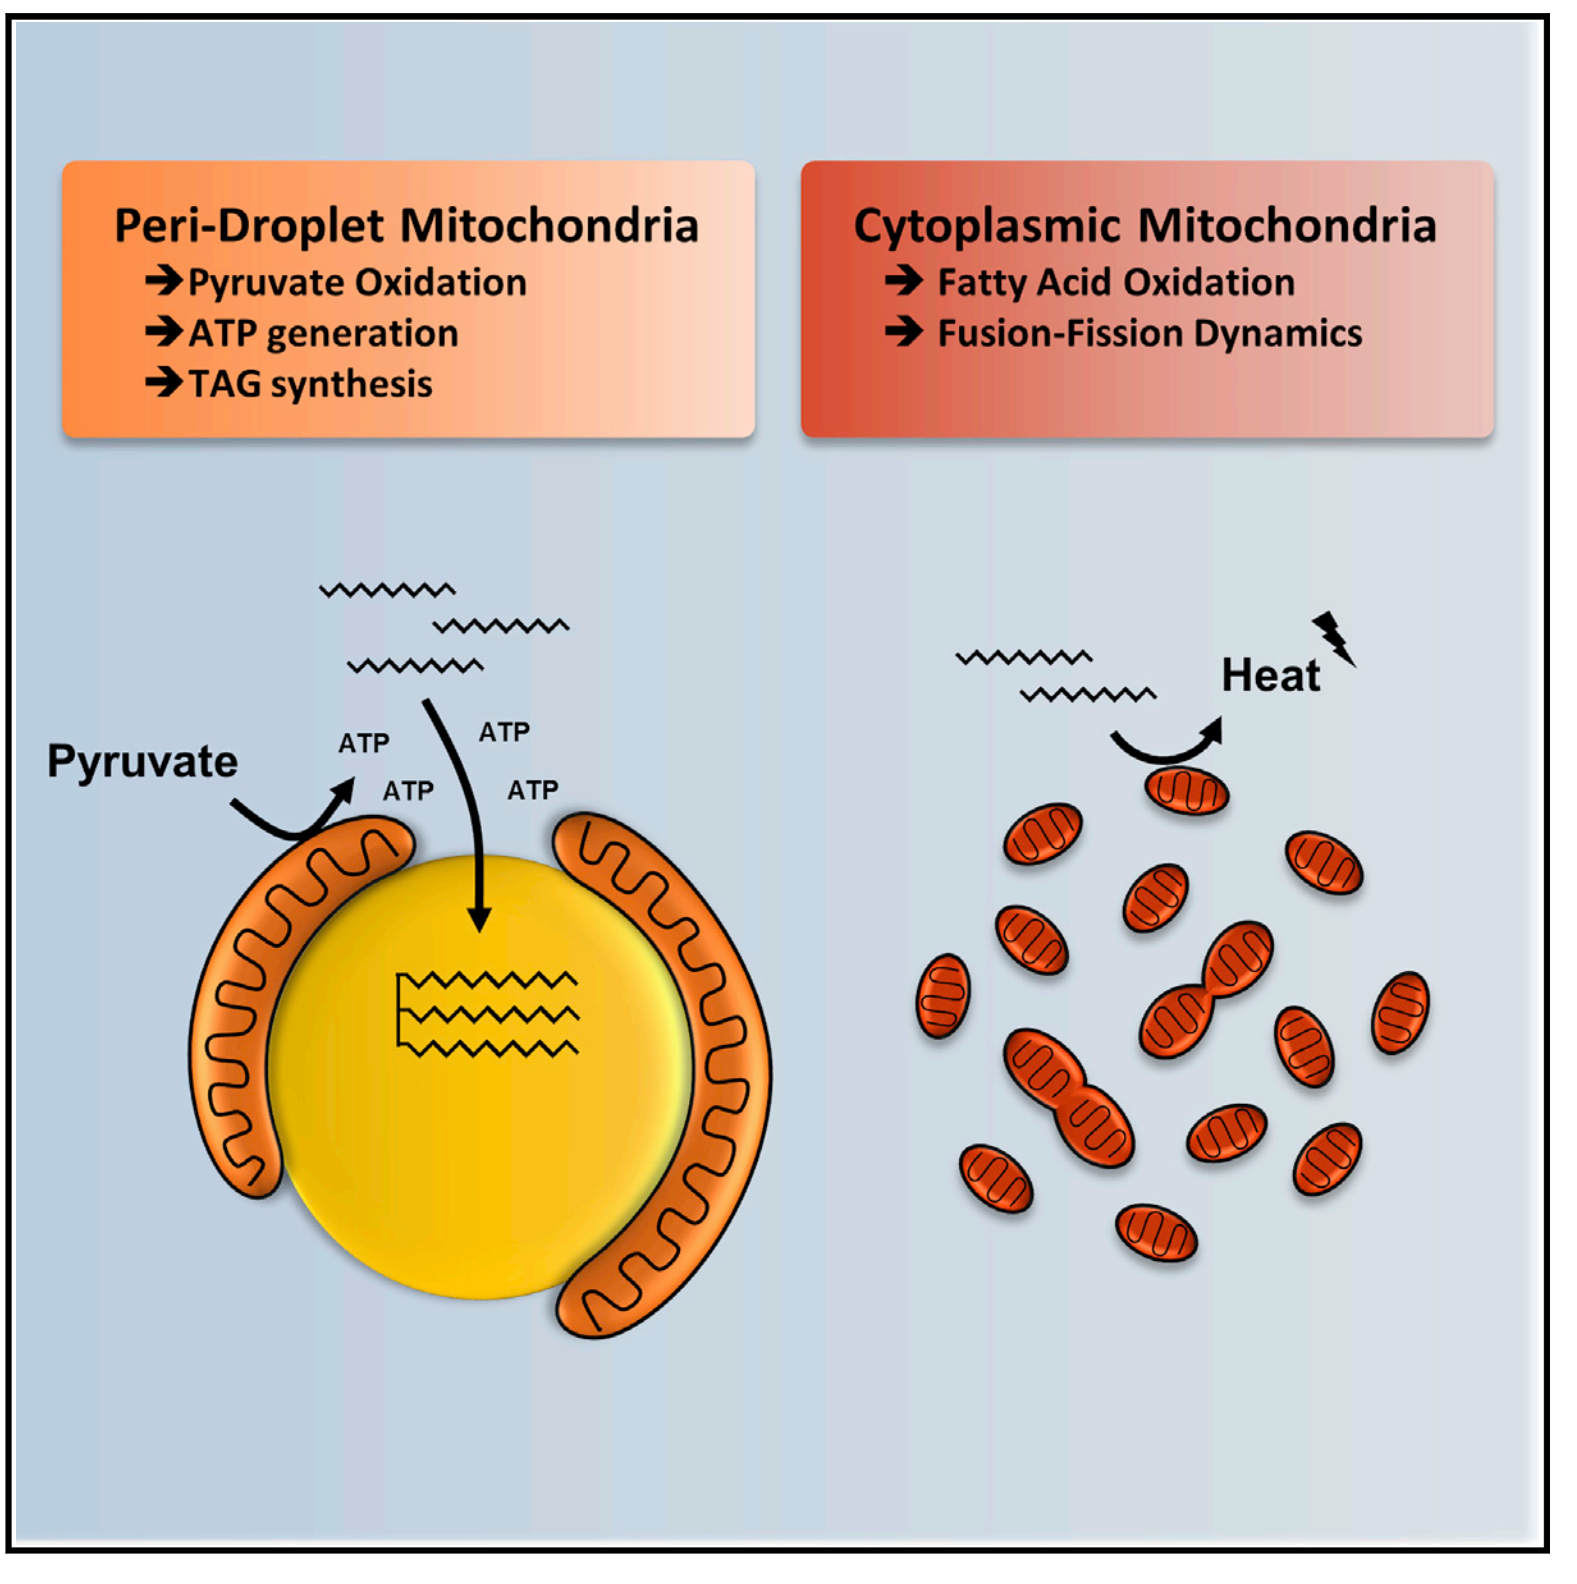 Peri-Droplet Mitochondria
➔Pyruvate Oxidation
➔ATP generation
➔TAG synthesis
Cytoplasmic Mitochondria
➔ Fatty Acid Oxidation
➔ Fusion-Fission Dynamics
Pyruvate
ATP
ATP
ATP
ATP
Heat